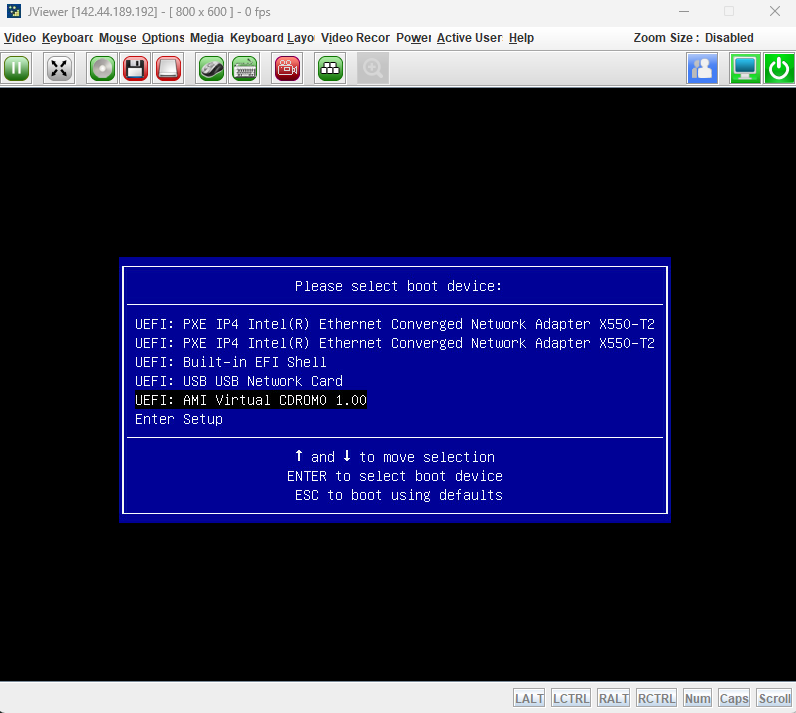 JViewer [142.44.189.192] - [ 800 x 600 ] - 0 fps
Video Keyboard Mouse Options Media Keyboard Layou Video Recor Power Active User Help Zoom Size : Disabled
Please select boot device:
UEFI: PXE IP4 Intel(R) Ethernet Converged Network Adapter X550-T2
UEFI: PXE IP4 Intel(R) Ethernet Converged Network Adapter X550-T2
UEFI: Built-in EFI Shell
UEFI: USB USB Network Card
UEFI: AMI Virtual CDROM0 1.00
Enter Setup
↑ and ↓ to move selection
ENTER to select boot device
ESC to boot using defaults
LALT LCTRL RALT RCTRL Num Caps Scroll